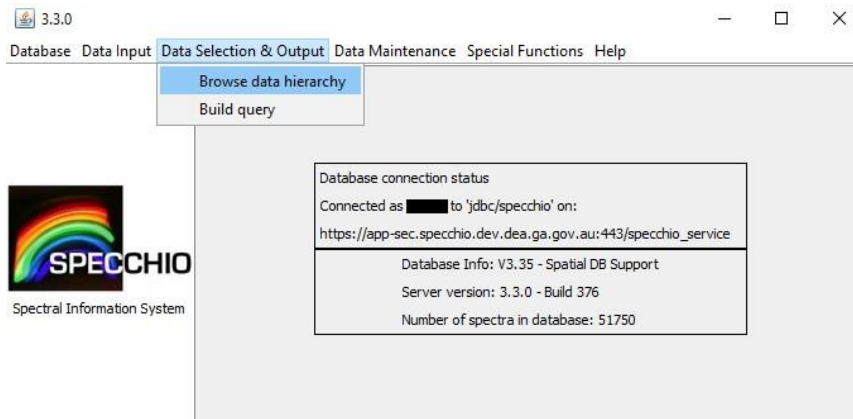 3.3.0
Database Data Input Data Selection & Output Data Maintenance Special Functions Help
Browse data hierarchy
Build query
Database connection status
Connected as to 'jdbc/specchio' on:
https://app-sec.specchio.dev.dea.ga.gov.au:443/specchio_service
Database Info: V3.35 - Spatial DB Support
Server version: 3.3.0 - Build 376
Number of spectra in database: 51750
SPECCHIO
Spectral Information System